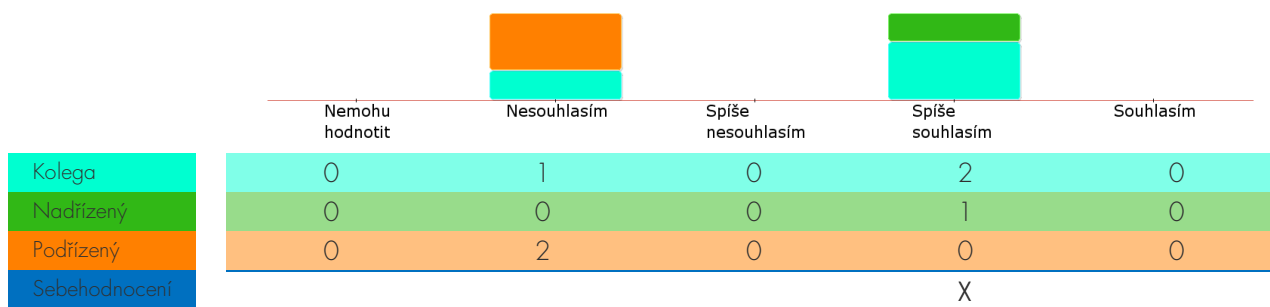 Nemohu hodnotit
Nesouhlasím
Spíše nesouhlasím
Spíše souhlasím
Souhlasím
Kolega 0 1 0 2 0
Nadřízený 0 0 0 1 0
Podřízený 0 2 0 0 0
Sebehodnocení X